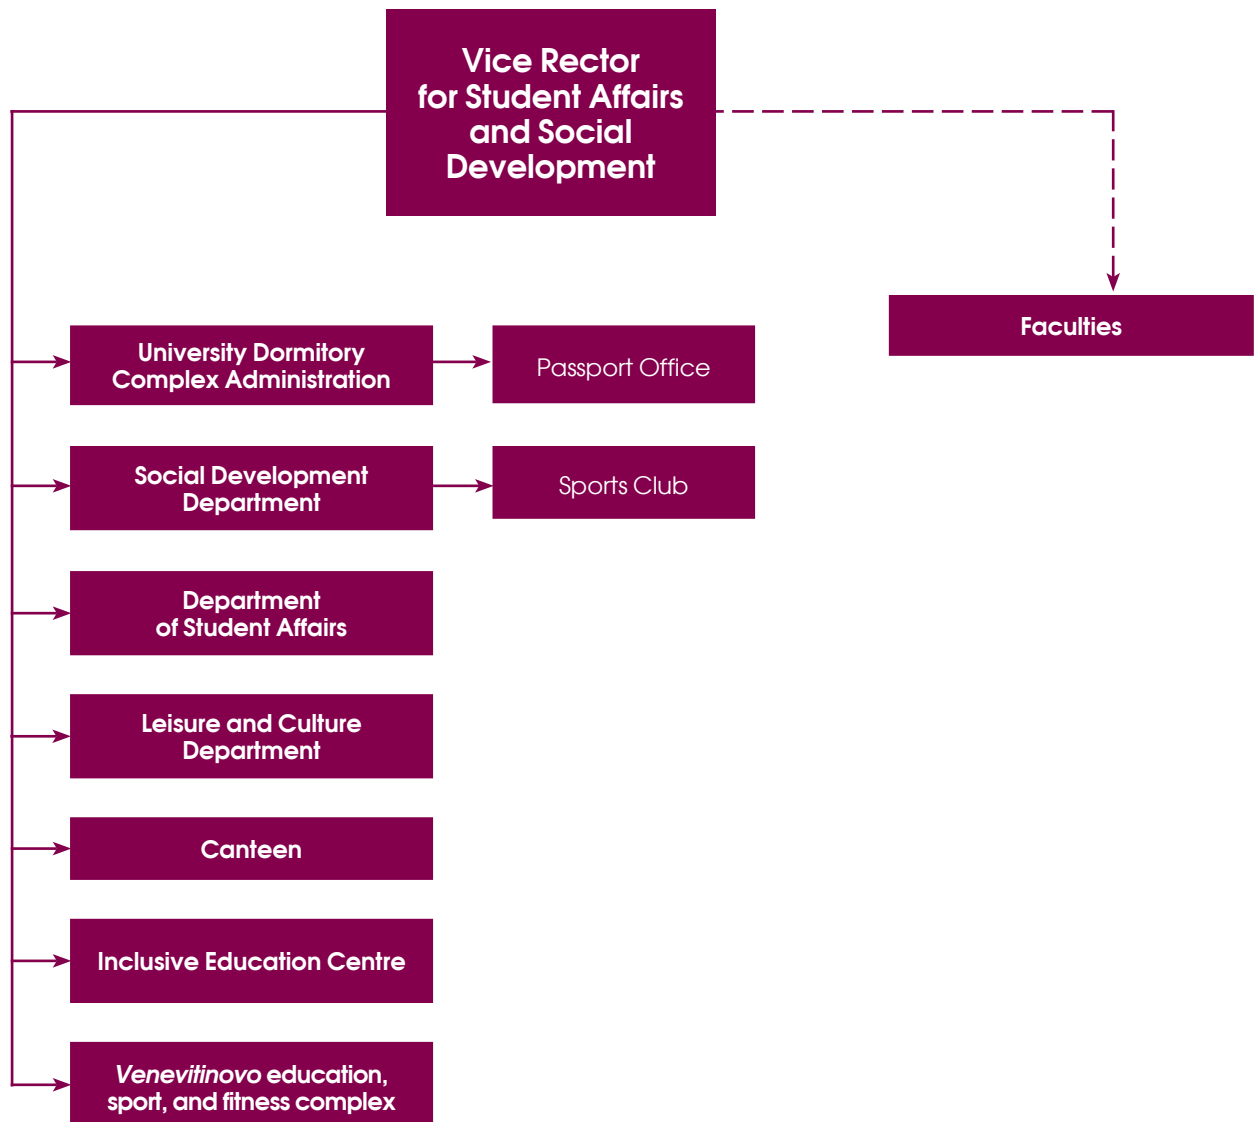 Vice Rector
for Student Affairs
and Social
Development
Faculties
University Dormitory
Complex Administration
Passport Office
Social Development
Department
Sports Club
Department
of Student Affairs
Leisure and Culture
Department
Canteen
Inclusive Education Centre
Venevitinovo education,
sport, and fitness complex